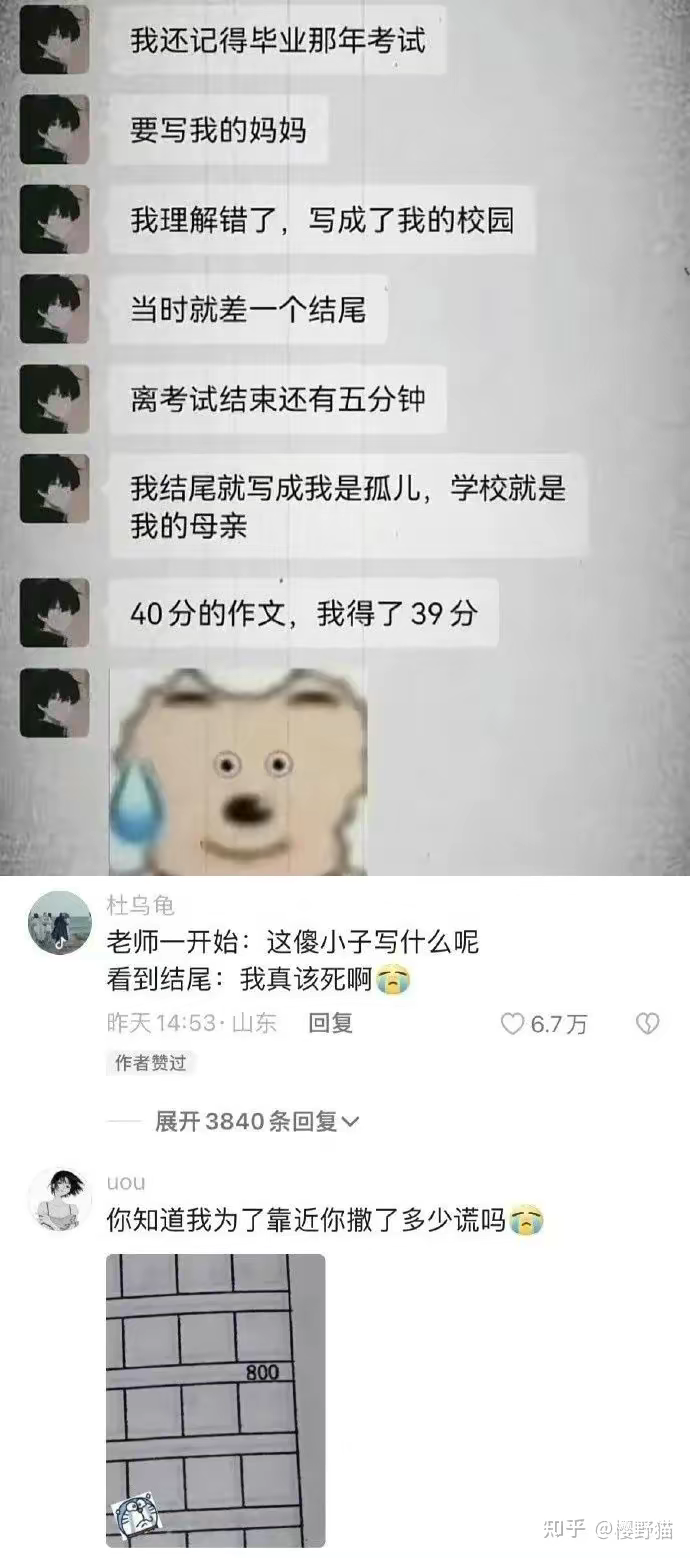 我还记得毕业那年考试
要写我的妈妈
我理解错了，写成了我的校园
当时就差一个结尾
离考试结束还有五分钟
我结尾就写成我是孤儿，学校就是
我的母亲
40分的作文，我得了39分
杜乌龟
老师一开始：这傻小子写什么呢
看到结尾：我真该死啊😭
昨天14:53·山东 回复 6.7万
作者赞过
展开3840条回复
uou
你知道我为了靠近你撒了多少谎吗😭
800
知乎 @樱野猫